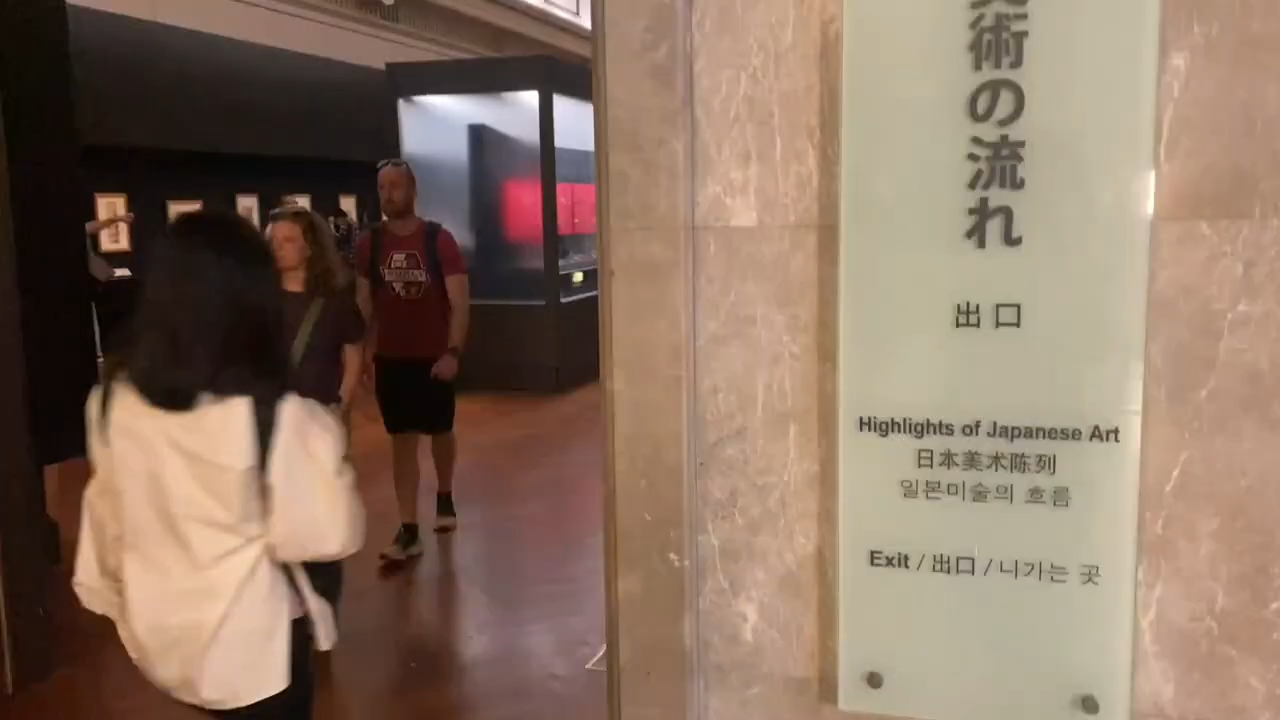 美術の流れ
出口
Highlights of Japanese Art
日本美术陈列
일본미술의 흐름
Exit / 出口 / 나가는 곳